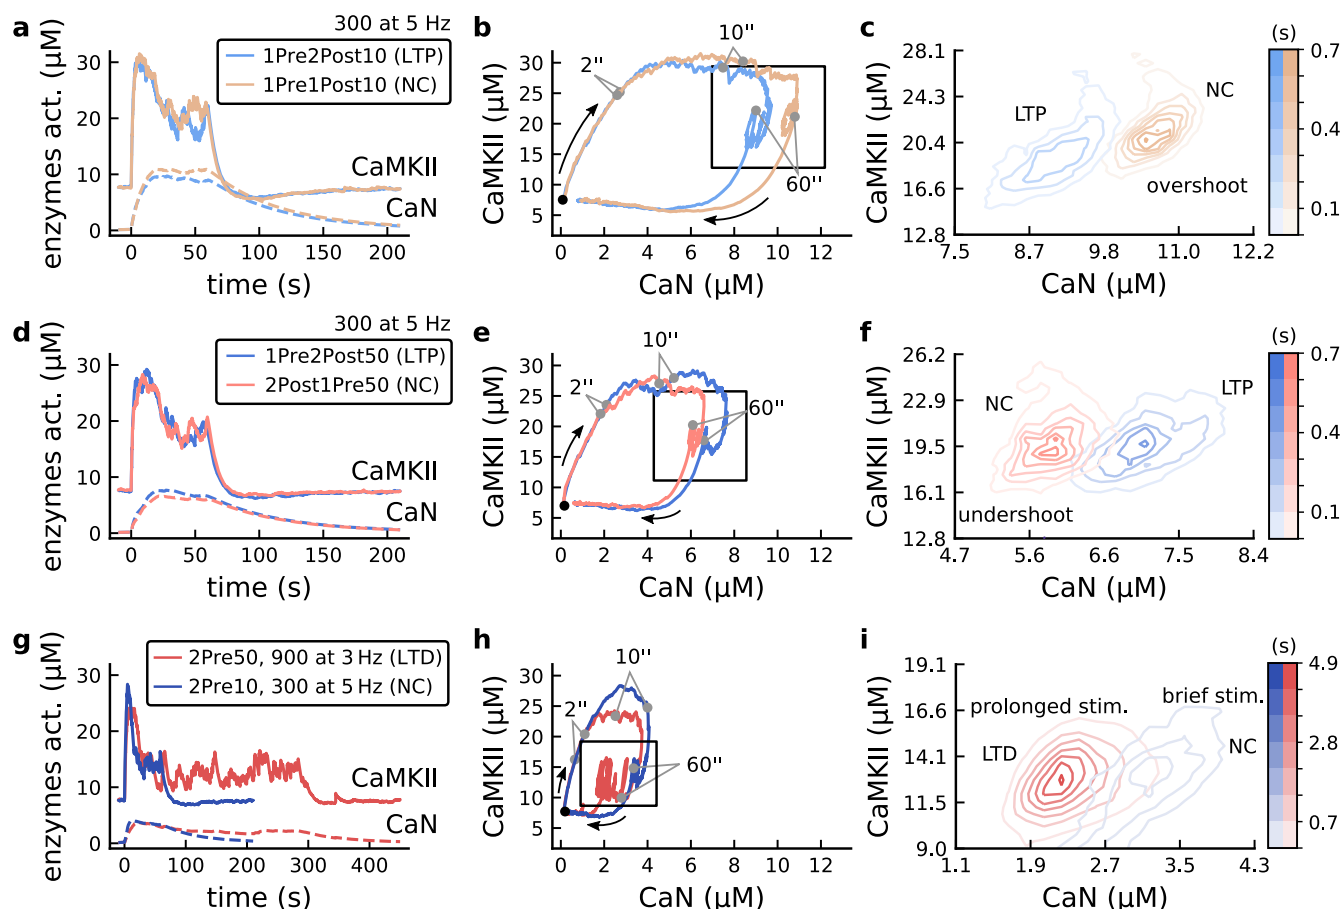 a
300 at 5 Hz
enzymes act. (µM)
30
20
10
0
1Pre2Post10 (LTP)
1Pre1Post10 (NC)
CaMKII
CaN
0 50 100 150 200
time (s)
b
CaMKII (µM)
35
30
25
20
15
10
5
2''
10''
60''
0 2 4 6 8 10 12
CaN (µM)
c
CaMKII (µM)
28.1
24.3
20.4
16.6
12.8
LTP
NC
overshoot
7.5 8.7 9.8 11.0 12.2
CaN (µM)
(s)
0.7
0.4
0.1
d
300 at 5 Hz
enzymes act. (µM)
30
20
10
0
1Pre2Post50 (LTP)
2Post1Pre50 (NC)
CaMKII
CaN
0 50 100 150 200
time (s)
e
CaMKII (µM)
35
30
25
20
15
10
5
2''
10''
60''
0 2 4 6 8 10 12
CaN (µM)
f
CaMKII (µM)
26.2
22.9
19.5
16.1
12.8
NC
LTP
undershoot
4.7 5.6 6.6 7.5 8.4
CaN (µM)
(s)
0.7
0.4
0.1
g
enzymes act. (µM)
30
20
10
0
2Pre50, 900 at 3 Hz (LTD)
2Pre10, 300 at 5 Hz (NC)
CaMKII
CaN
0 100 200 300 400
time (s)
h
CaMKII (µM)
35
30
25
20
15
10
5
2''
10''
60''
0 2 4 6 8 10 12
CaN (µM)
i
CaMKII (µM)
19.1
16.6
14.1
11.5
9.0
prolonged stim.
brief stim.
LTD
NC
1.1 1.9 2.7 3.5 4.3
CaN (µM)
(s)
4.9
2.8
0.7